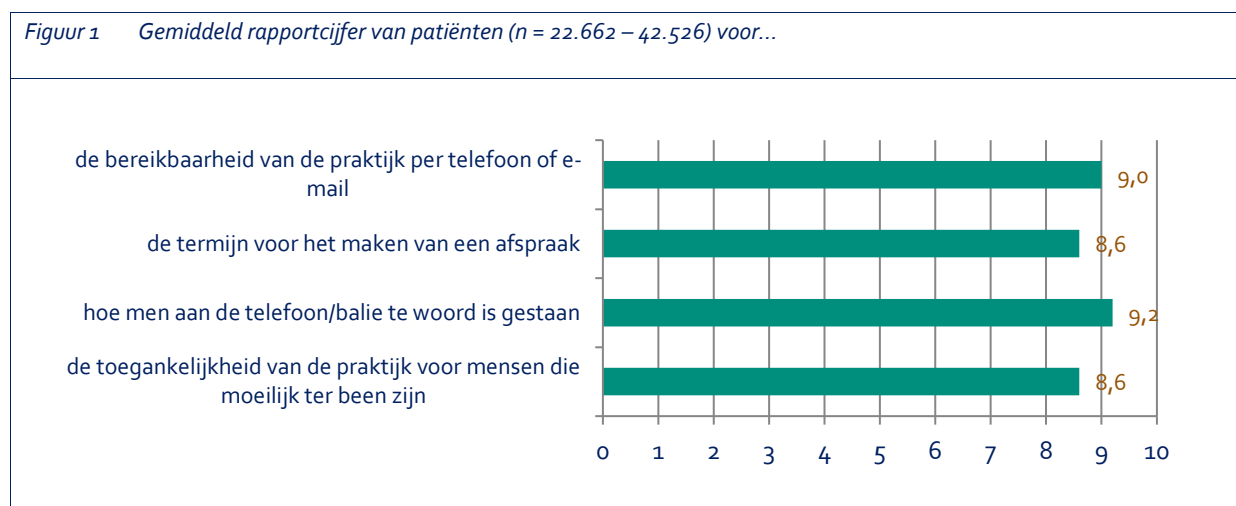 Figuur 1 Gemiddeld rapportcijfer van patiënten (n = 22.662 – 42.526) voor...
de bereikbaarheid van de praktijk per telefoon of e-
mail
9,0
de termijn voor het maken van een afspraak
8,6
hoe men aan de telefoon/balie te woord is gestaan
9,2
de toegankelijkheid van de praktijk voor mensen die
moeilijk ter been zijn
8,6
0 1 2 3 4 5 6 7 8 9 10